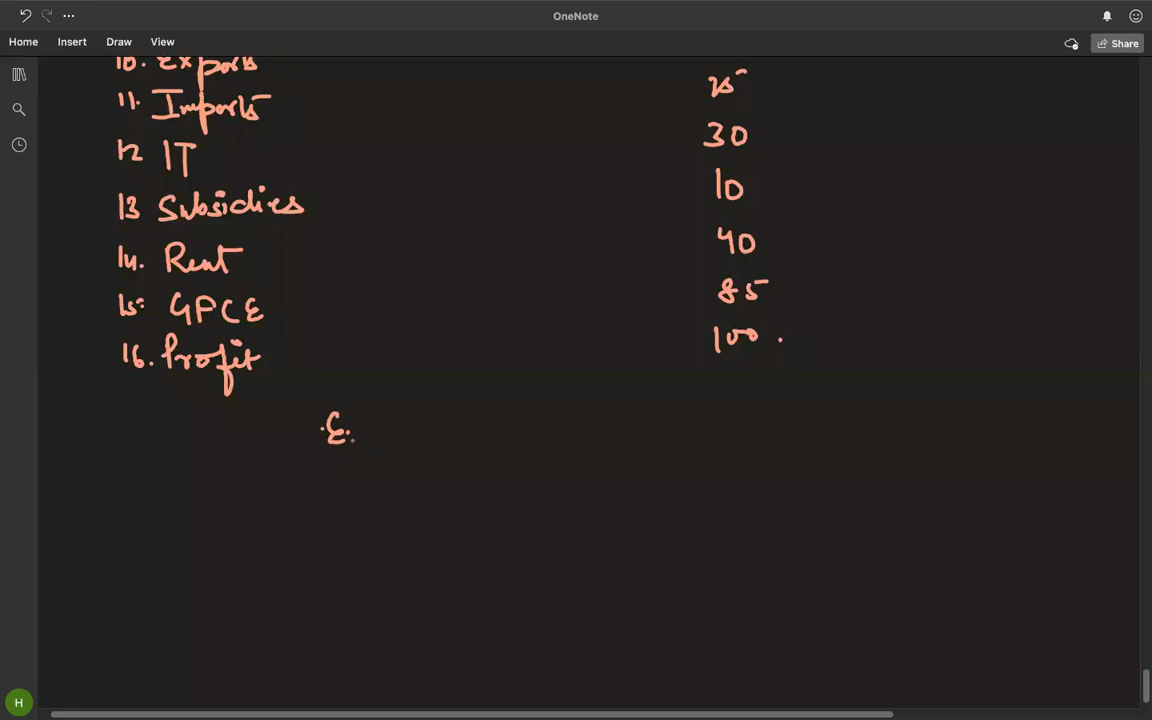 OneNote
Home Insert Draw View Share
10. Exports
11. Imports 25
12 IT 30
13 Subsidies 10
14. Rent 40
15. GPCE 85
16. Profit 100.
E.
H